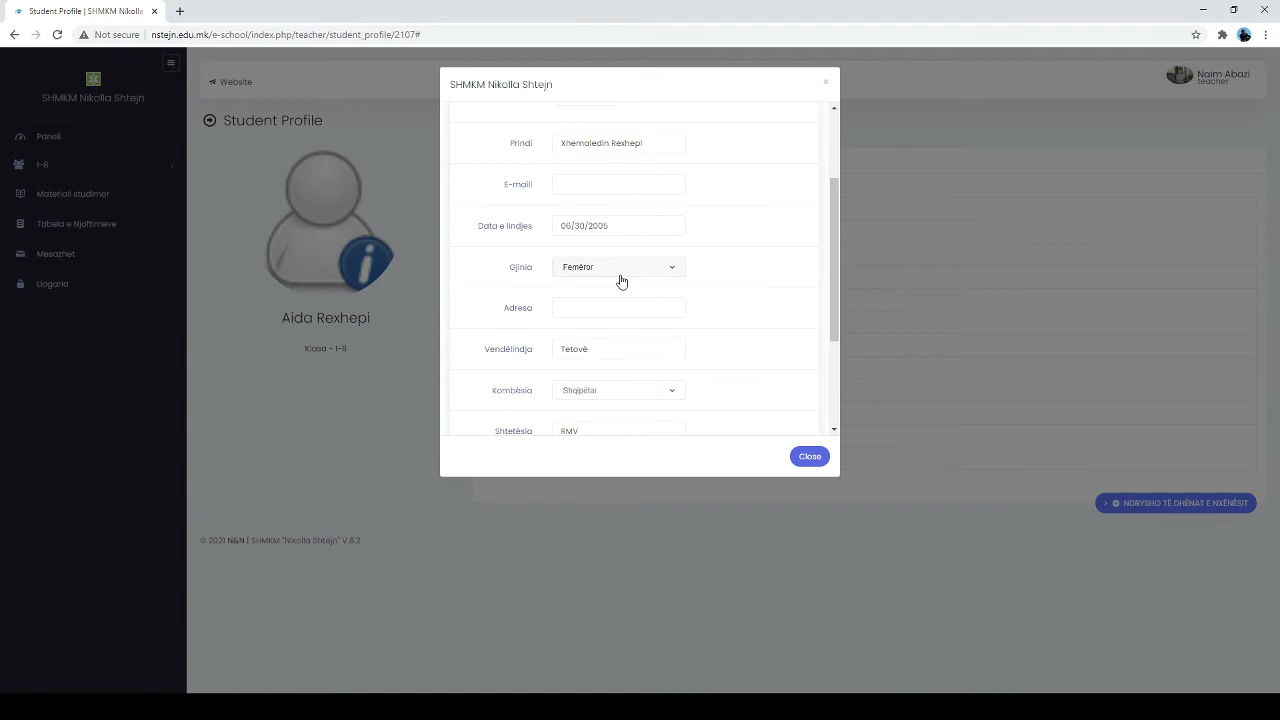 Student Profile | SHMKM Nikolla
Not secure | nstejn.edu.mk/e-school/index.php/teacher/student_profile/2107#
SHMKM Nikolla Shtejn
Paneli
I-8
Materiali studimor
Tabela e Njoftimeve
Mesazhet
Llogaria
Website
Naim Abazi
teacher
Student Profile
Aida Rexhepi
Klasa - I-8
SHMKM Nikolla Shtejn
×
Prindi Xhemaledin Rexhepi
E-maili
Data e lindjes 06/30/2005
Gjinia Femëror
Adresa
Vendëlindja Tetovë
Kombësia Shqipëtar
Shtetësia RMV
Close
NDRYSHO TË DHËNAT E NXËNËSIT
© 2021 N&N | SHMKM "Nikolla Shtejn" V.6.2